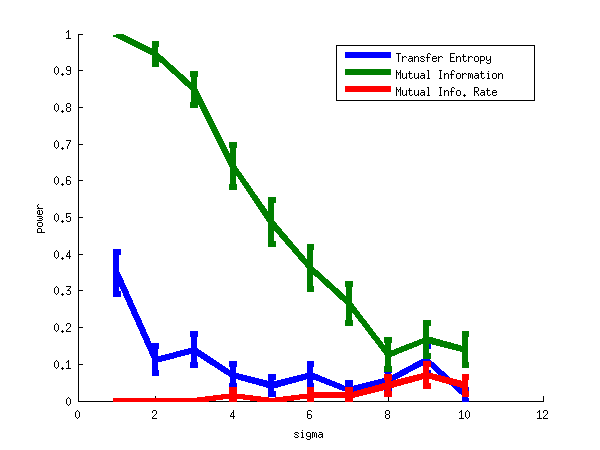 1
0.9
0.8
0.7
0.6
0.5
0.4
0.3
0.2
0.1
0
power
Transfer Entropy
Mutual Information
Mutual Info. Rate
0 2 4 6 8 10 12
sigma